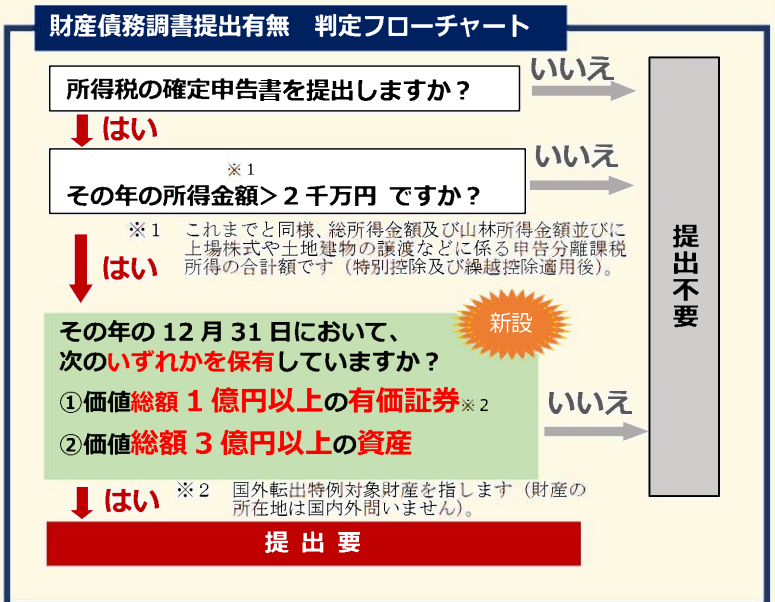 財産債務調書提出有無　判定フローチャート
所得税の確定申告書を提出しますか？
いいえ
はい
※１
その年の所得金額＞２千万円 ですか？
いいえ
※１　これまでと同様、総所得金額及び山林所得金額並びに
上場株式や土地建物の譲渡などに係る申告分離課税
所得の合計額です（特別控除及び繰越控除適用後）。
はい
提出不要
新設
その年の 12 月 31 日において、
次のいずれかを保有していますか？
①価値総額１億円以上の有価証券※２
②価値総額３億円以上の資産
いいえ
はい
※２　国外転出特例対象財産を指します（財産の
所在地は国内外問いません）。
提 出 要